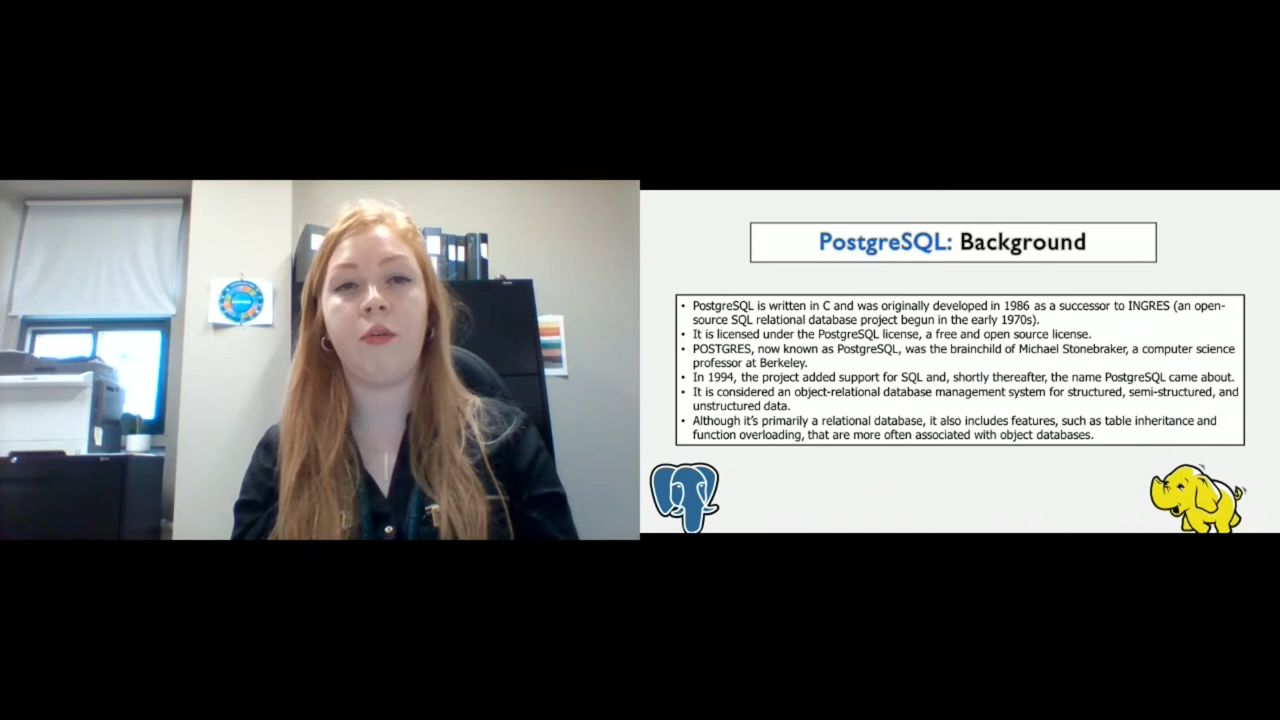 PostgreSQL: Background
• PostgreSQL is written in C and was originally developed in 1986 as a successor to INGRES (an open-
source SQL relational database project begun in the early 1970s).
• It is licensed under the PostgreSQL license, a free and open source license.
• POSTGRES, now known as PostgreSQL, was the brainchild of Michael Stonebraker, a computer science
professor at Berkeley.
• In 1994, the project added support for SQL and, shortly thereafter, the name PostgreSQL came about.
• It is considered an object-relational database management system for structured, semi-structured, and
unstructured data.
• Although it's primarily a relational database, it also includes features, such as table inheritance and
function overloading, that are more often associated with object databases.